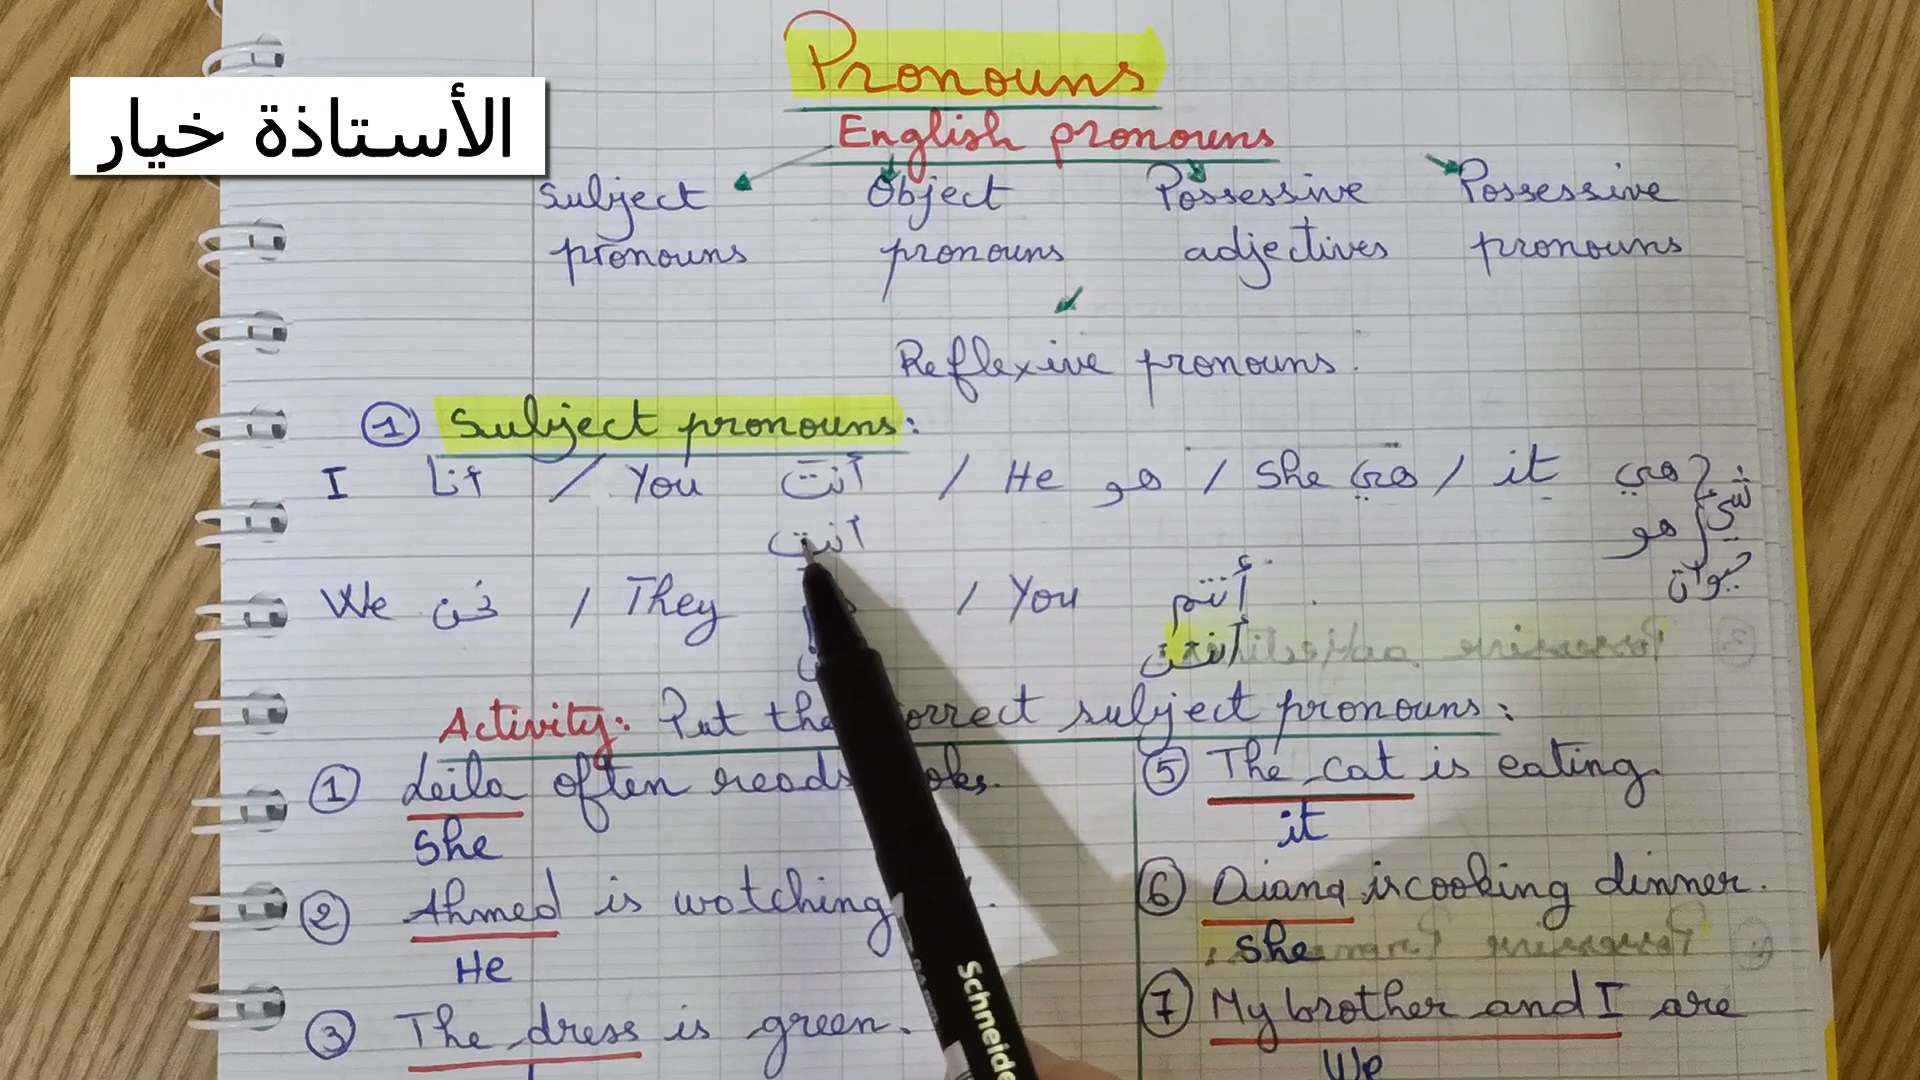 الأستاذة خيار
Pronouns
English pronouns
Subject pronouns
Object pronouns
Possessive adjectives
Possessive pronouns
Reflexive pronouns.
① Subject pronouns:
I أنا / You أنتَ / He هو / She هي / it هي شيء
أنتِ هو حيوان
We نحن / They / You أنتم
أنتن
Activity: Put the correct subject pronouns:
① Leila often reads
She
② Ahmed is watching
He
③ The dress is green.
⑤ The cat is eating.
it
⑥ Diana is cooking dinner.
she
⑦ My brother and I are
We
Schneide